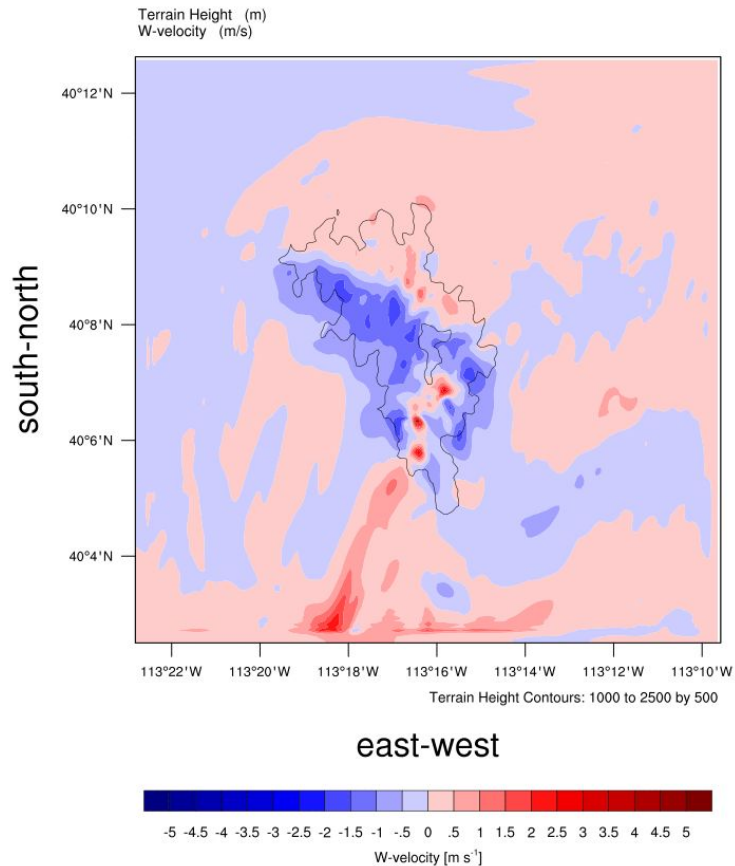 Terrain Height (m)
W-velocity (m/s)
40°12'N
40°10'N
40°8'N
40°6'N
40°4'N
south-north
113°22'W 113°20'W 113°18'W 113°16'W 113°14'W 113°12'W 113°10'W
Terrain Height Contours: 1000 to 2500 by 500
east-west
-5 -4.5 -4 -3.5 -3 -2.5 -2 -1.5 -1 -.5 0 .5 1 1.5 2 2.5 3 3.5 4 4.5 5
W-velocity [m s⁻¹]